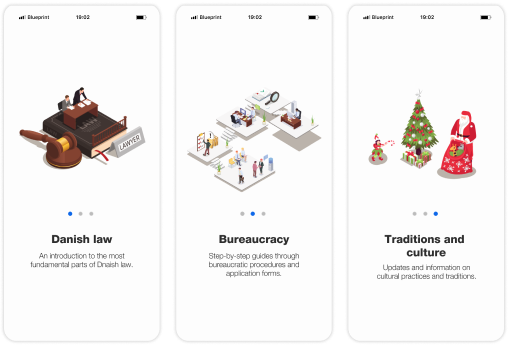 Blueprint 19:02
LAW
LAWYER
Danish law
An introduction to the most
fundamental parts of Dnaish law.
Blueprint 19:02
Bureaucracy
Step-by-step guides through
bureaucratic procedures and
application forms.
Blueprint 19:02
Traditions and
culture
Updates and information on
cultural practices and traditions.